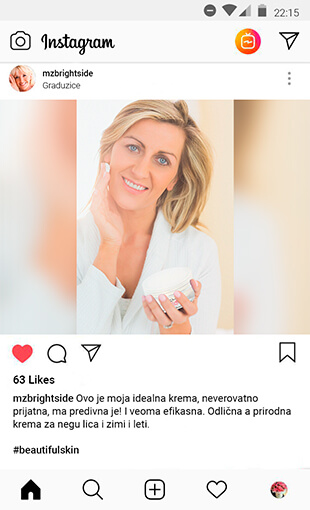 22:15
Instagram
mzbrightside
Graduzice
63 Likes
mzbrightside Ovo je moja idealna krema, neverovatno
prijatna, ma predivna je! I veoma efikasna. Odlična a prirodna
krema za negu lica i zimi i leti.
#beautifulskin